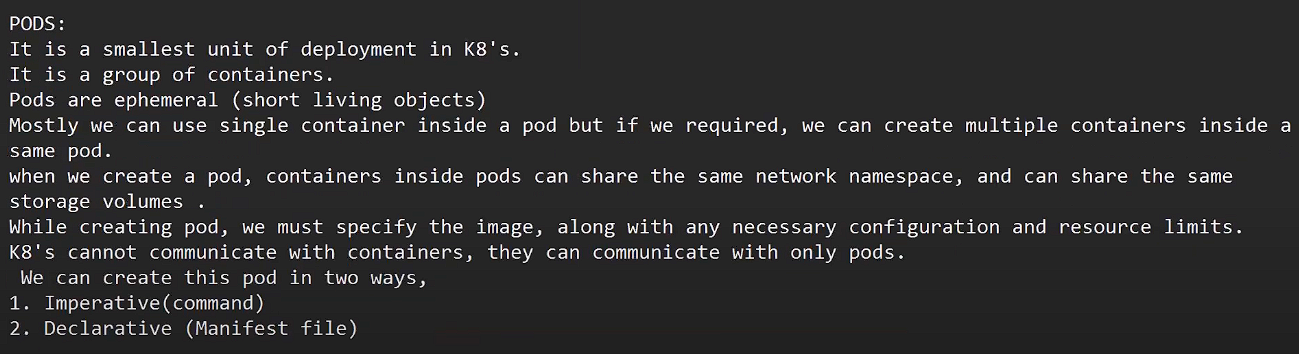 PODS:
It is a smallest unit of deployment in K8's.
It is a group of containers.
Pods are ephemeral (short living objects)
Mostly we can use single container inside a pod but if we required, we can create multiple containers inside a
same pod.
when we create a pod, containers inside pods can share the same network namespace, and can share the same
storage volumes .
While creating pod, we must specify the image, along with any necessary configuration and resource limits.
K8's cannot communicate with containers, they can communicate with only pods.
 We can create this pod in two ways,
1. Imperative(command)
2. Declarative (Manifest file)